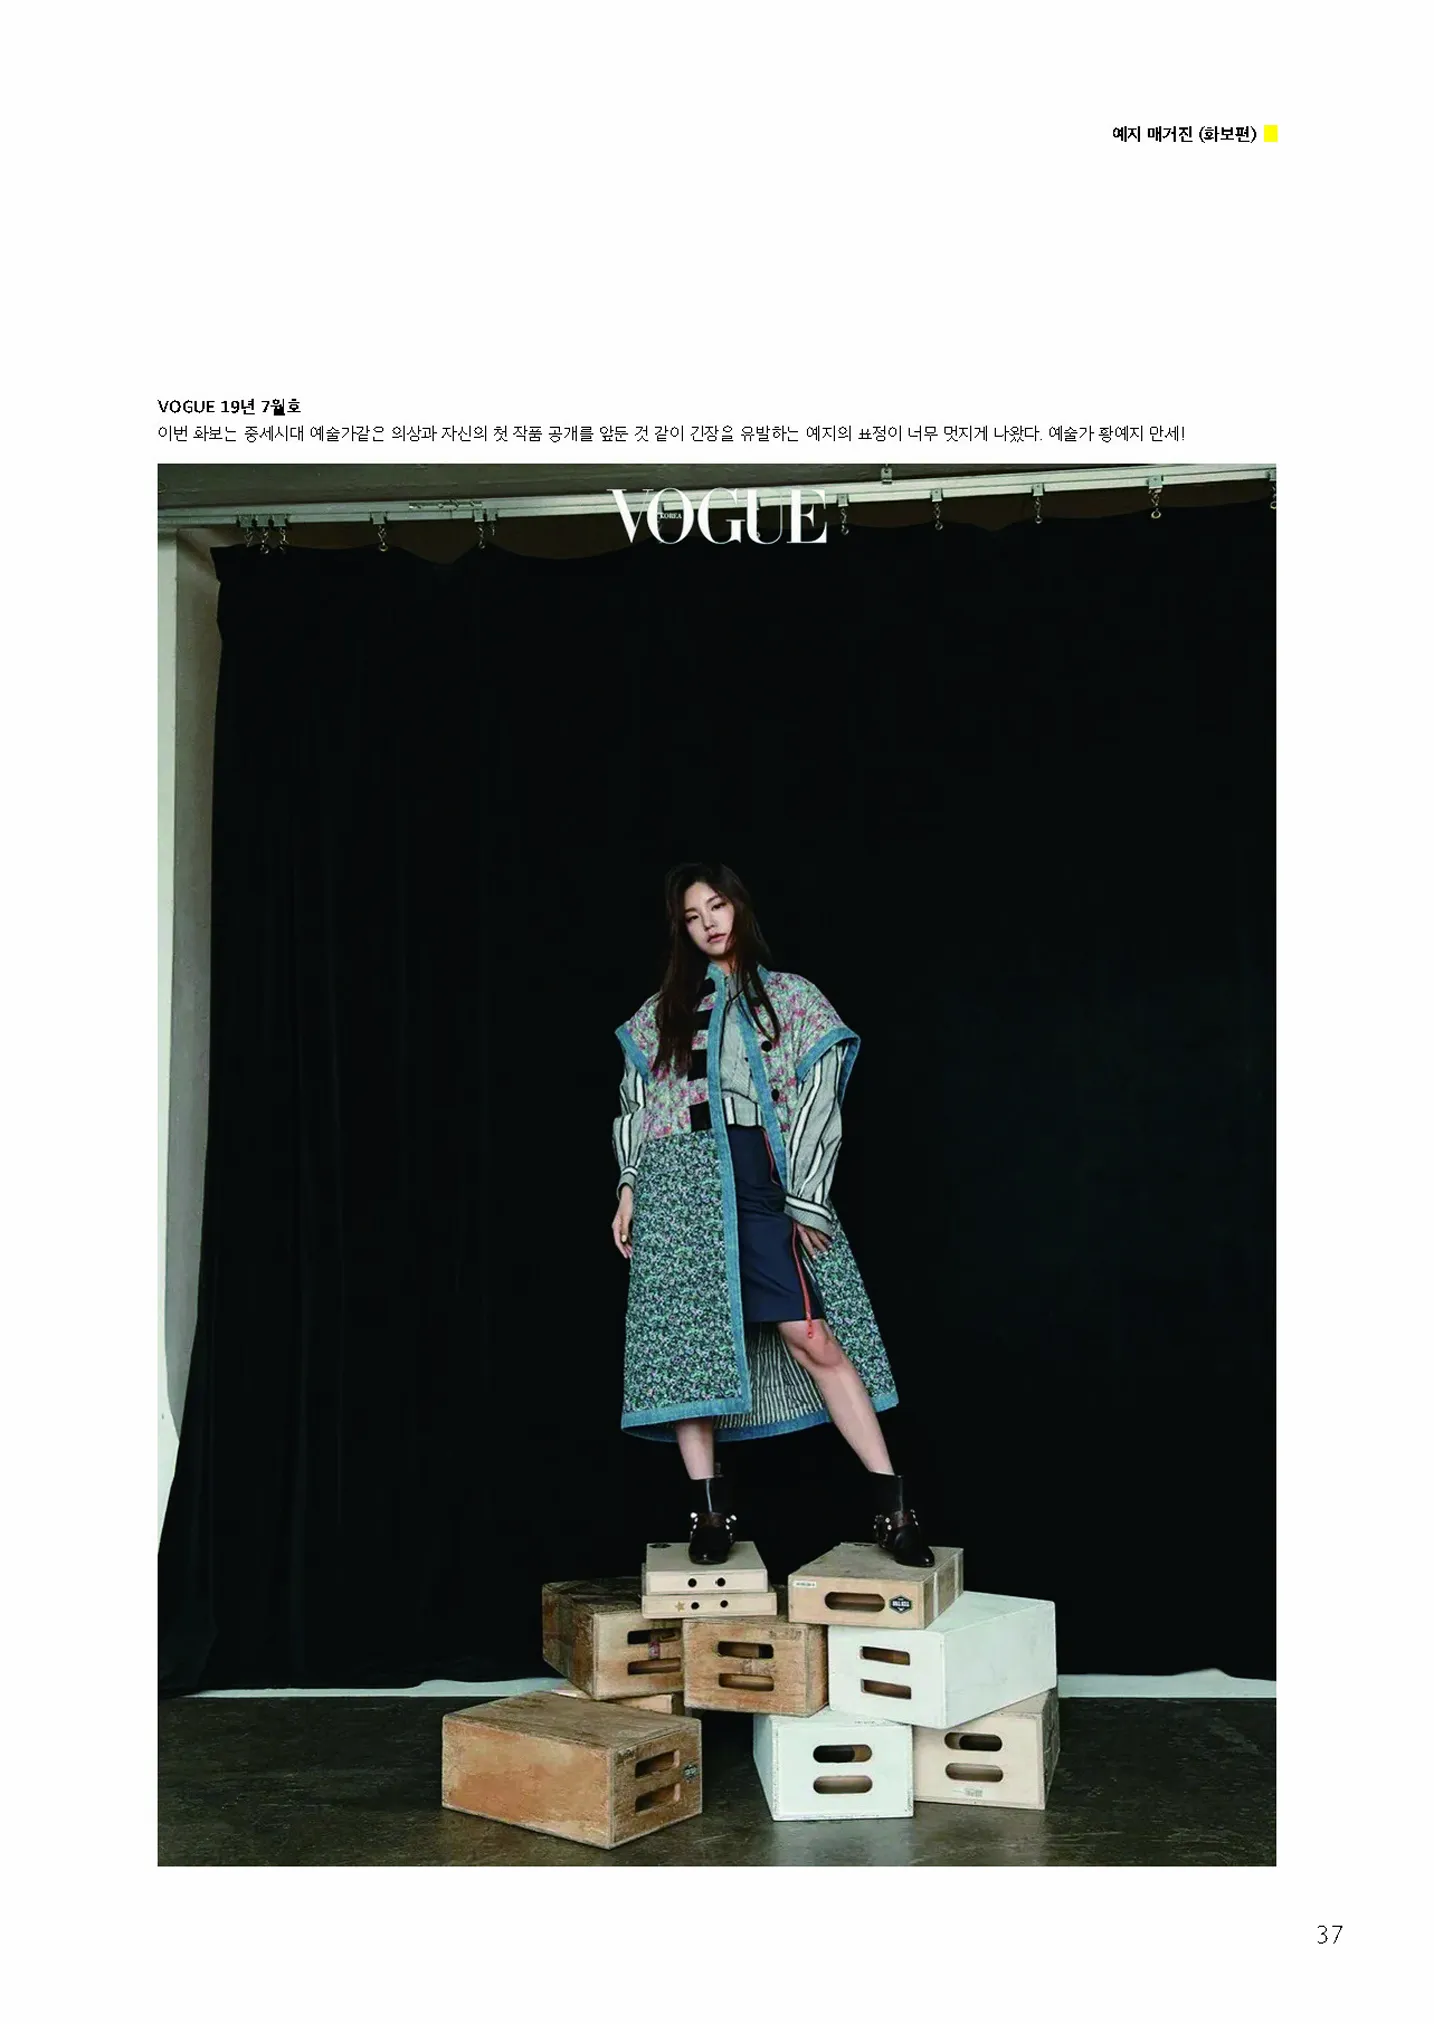 예지 매거진 (화보편)
VOGUE 19년 7월호
이번 화보는 중세시대 예술가같은 의상과 자신의 첫 작품 공개를 앞둔 것 같이 긴장을 유발하는 예지의 표정이 너무 멋지게 나왔다. 예술가 황예지 만세!
VOGUE
KOREA
37